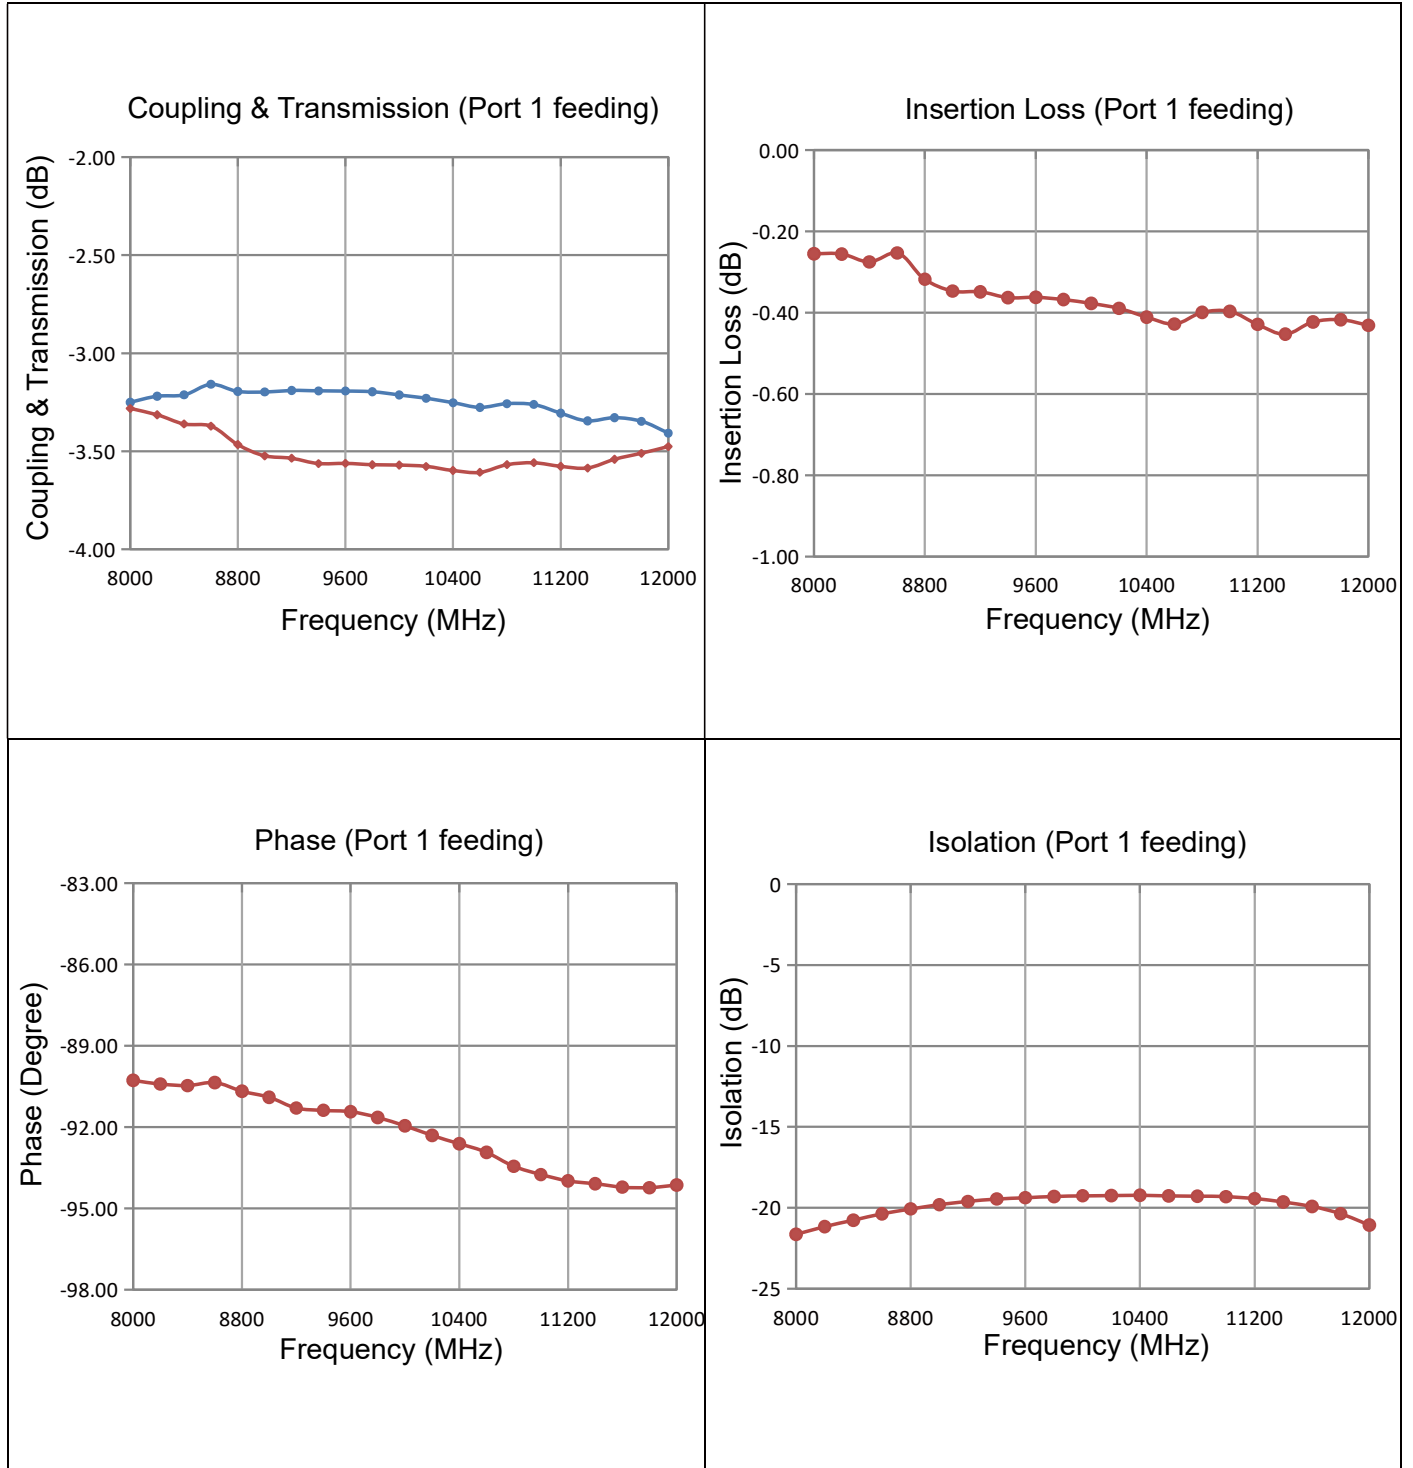 Coupling & Transmission (Port 1 feeding)
Coupling & Transmission (dB)
-2.00
-2.50
-3.00
-3.50
-4.00
8000 8800 9600 10400 11200 12000
Frequency (MHz)
Insertion Loss (Port 1 feeding)
Insertion Loss (dB)
0.00
-0.20
-0.40
-0.60
-0.80
-1.00
8000 8800 9600 10400 11200 12000
Frequency (MHz)
Phase (Port 1 feeding)
Phase (Degree)
-83.00
-86.00
-89.00
-92.00
-95.00
-98.00
8000 8800 9600 10400 11200 12000
Frequency (MHz)
Isolation (Port 1 feeding)
Isolation (dB)
0
-5
-10
-15
-20
-25
8000 8800 9600 10400 11200 12000
Frequency (MHz)